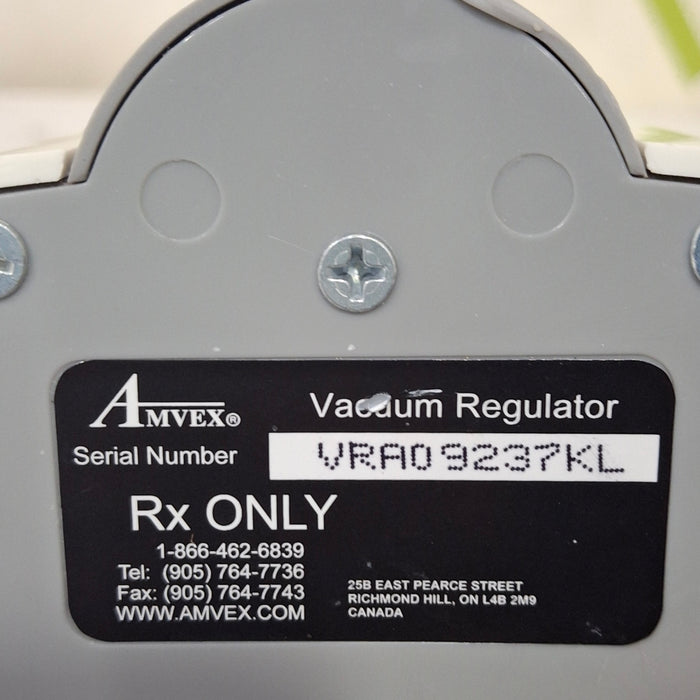 AMVEX®
Vacuum Regulator
Serial Number VRA09237KL
Rx ONLY
1-866-462-6839
Tel: (905) 764-7736
Fax: (905) 764-7743
WWW.AMVEX.COM
25B EAST PEARCE STREET
RICHMOND HILL, ON L4B 2M9
CANADA